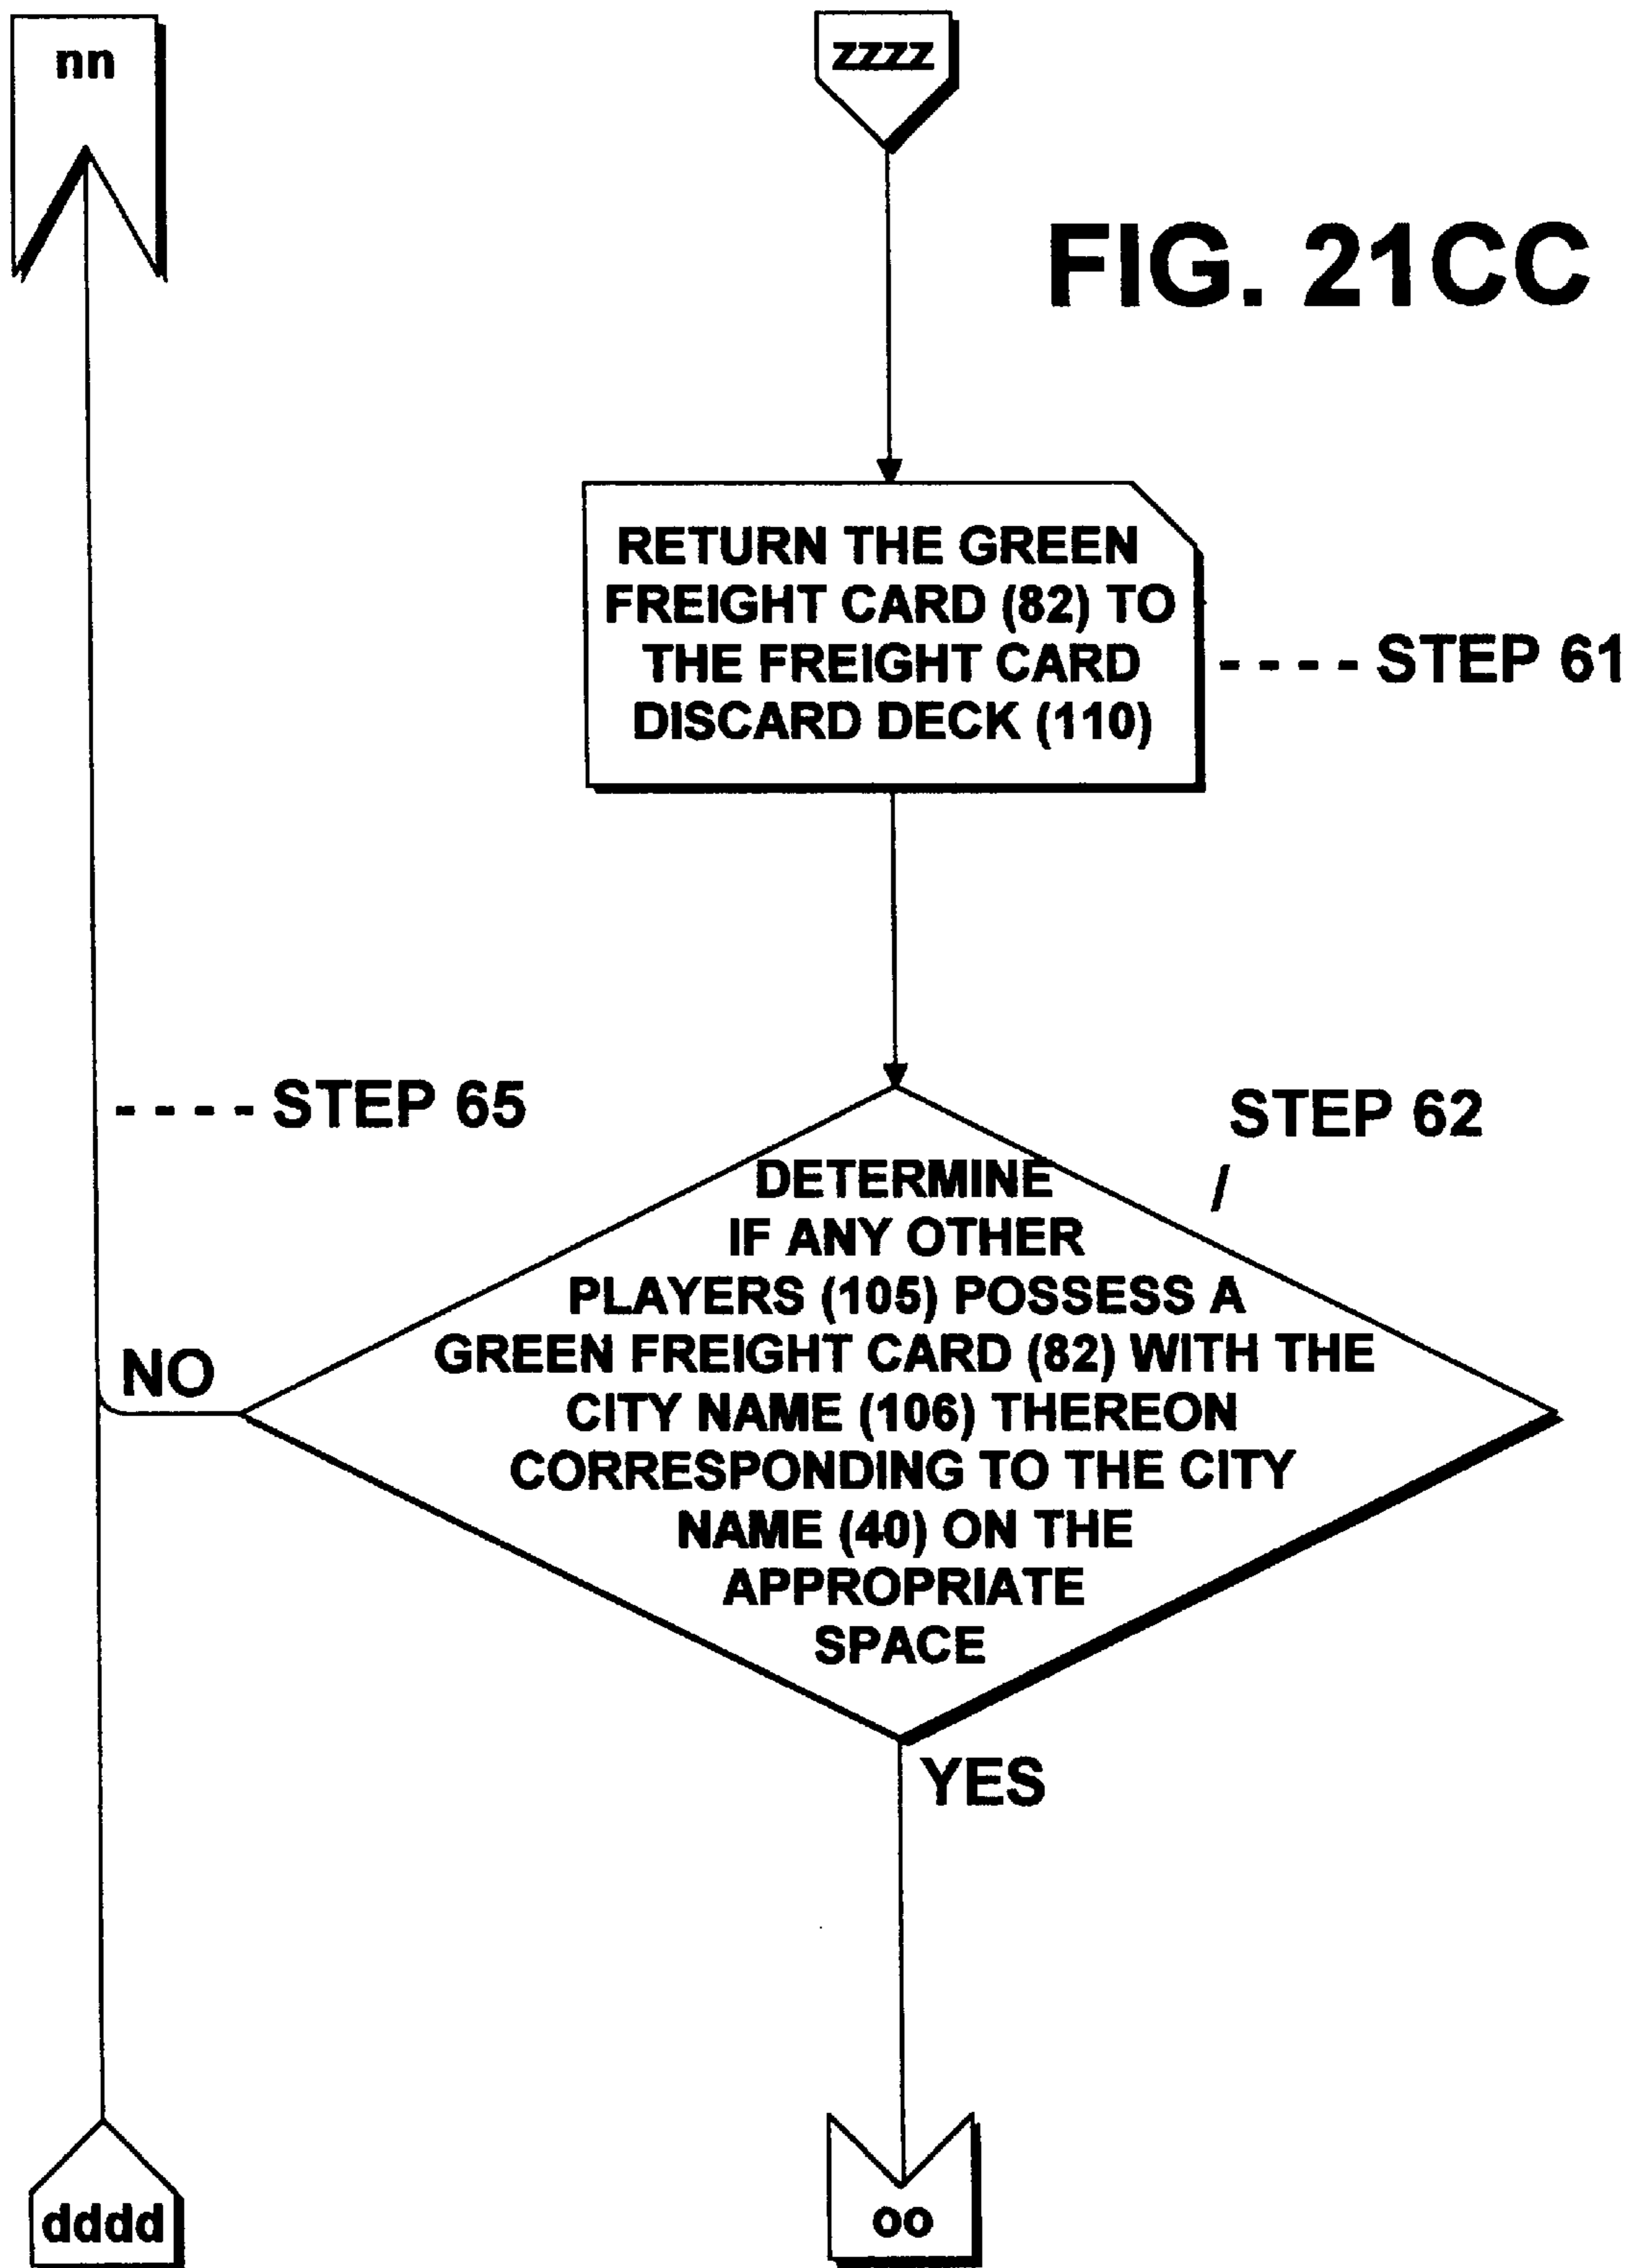 nn
zzzz
FIG. 21CC
RETURN THE GREEN
FREIGHT CARD (82) TO
THE FREIGHT CARD
DISCARD DECK (110)
- - - - STEP 61
- - - - STEP 65
STEP 62
DETERMINE
IF ANY OTHER
PLAYERS (105) POSSESS A
GREEN FREIGHT CARD (82) WITH THE
CITY NAME (106) THEREON
CORRESPONDING TO THE CITY
NAME (40) ON THE
APPROPRIATE
SPACE
NO
YES
dddd
oo